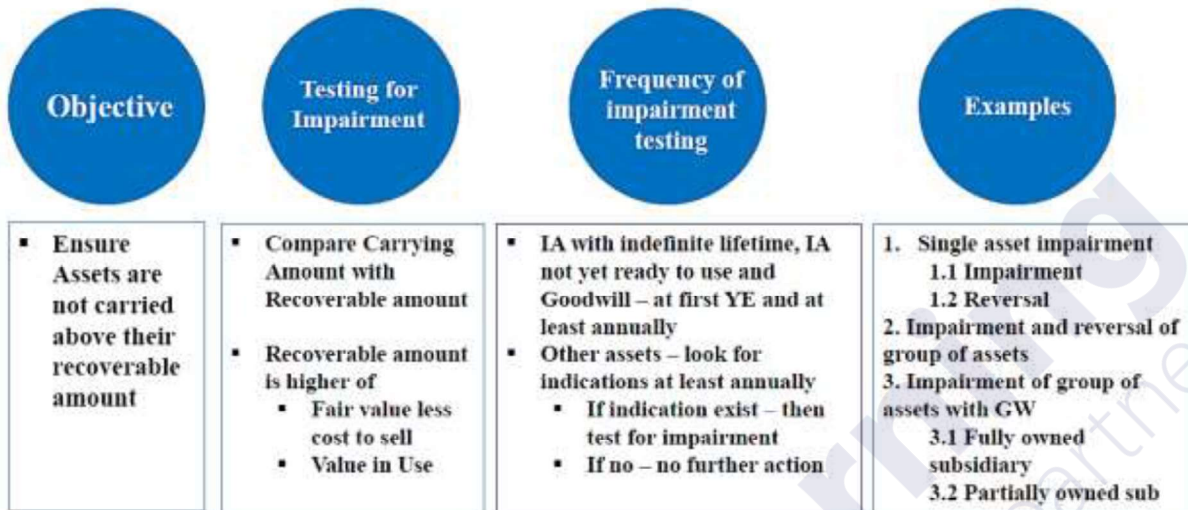 Objective
Testing for
Impairment
Frequency of
impairment
testing
Examples
▪ Ensure
Assets are
not carried
above their
recoverable
amount
▪ Compare Carrying
Amount with
Recoverable amount
▪ Recoverable amount
is higher of
▪ Fair value less
cost to sell
▪ Value in Use
▪ IA with indefinite lifetime, IA
not yet ready to use and
Goodwill – at first YE and at
least annually
▪ Other assets – look for
indications at least annually
▪ If indication exist – then
test for impairment
▪ If no – no further action
1. Single asset impairment
1.1 Impairment
1.2 Reversal
2. Impairment and reversal of
group of assets
3. Impairment of group of
assets with GW
3.1 Fully owned
subsidiary
3.2 Partially owned sub